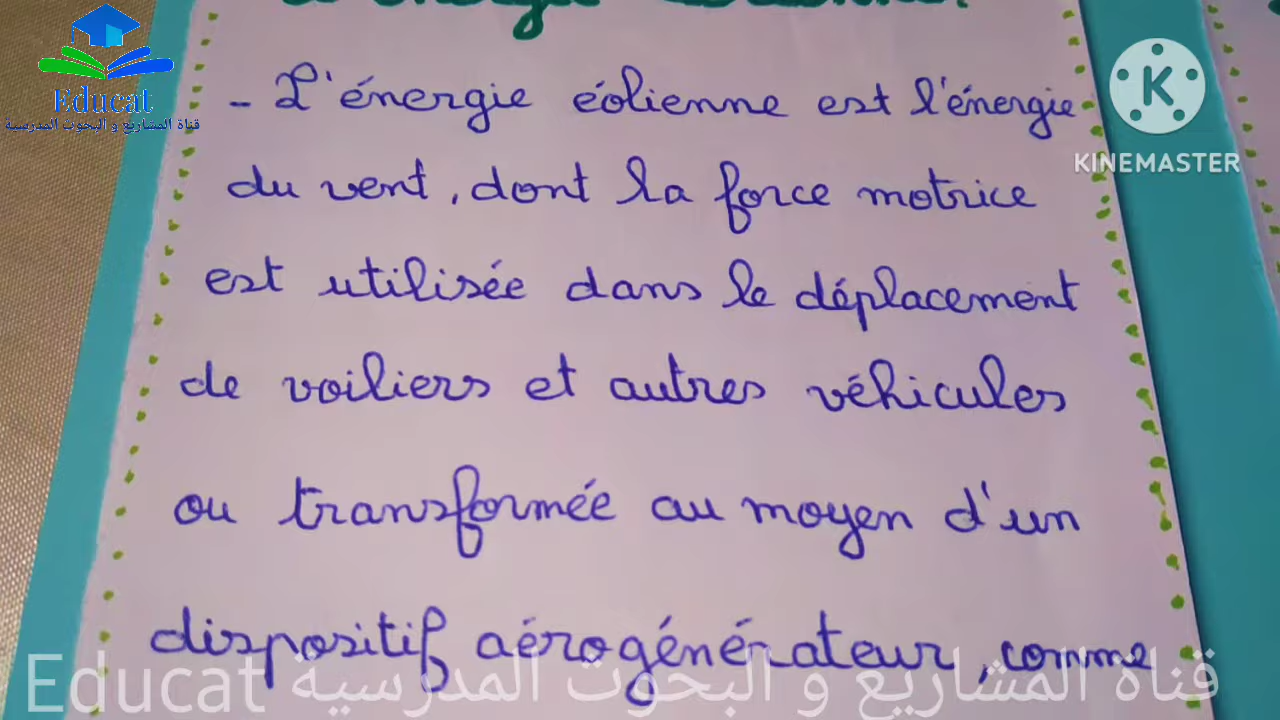 Educat
قناة المشاريع و البحوث المدرسية
KINEMASTER
- L'énergie éolienne est l'énergie
du vent, dont la force motrice
est utilisée dans le déplacement
de voiliers et autres véhicules
ou transformée au moyen d'un
dispositif aérogénérateur, comme
Educat قناة المشاريع و البحوث المدرسية